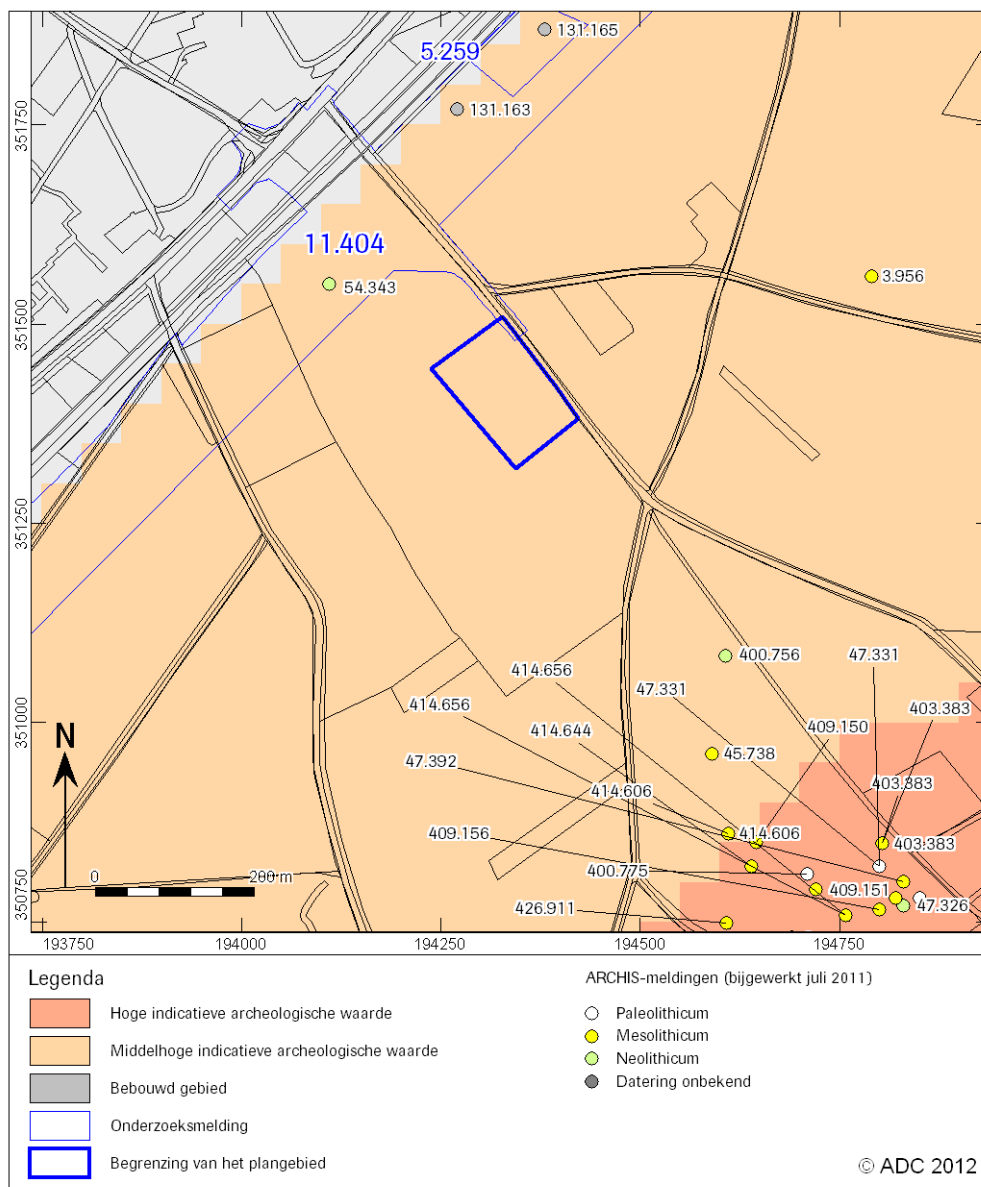 131.165
5.259
131.163
351750
11.404
54.343
3.956
351500
351250
400.756
47.331
414.656
47.331
414.656
403.383
409.150
414.644
351000
N
47.392
45.738
403.383
414.606
409.156
414.606
403.383
0
200 m
400.775
409.151
47.326
350750
426.911
193750
194000
194250
194500
194750
Legenda
Hoge indicatieve archeologische waarde
Middelhoge indicatieve archeologische waarde
Bebouwd gebied
Onderzoeksmelding
Begrenzing van het plangebied
ARCHIS-meldingen (bijgewerkt juli 2011)
Paleolithicum
Mesolithicum
Neolithicum
Datering onbekend
© ADC 2012